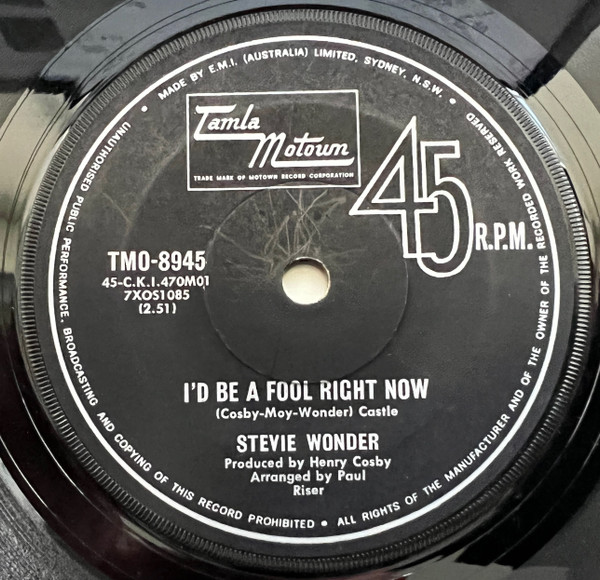 MADE BY E.M.I. (AUSTRALIA) LIMITED, SYDNEY, N.S.W. •
UNAUTHORISED PUBLIC PERFORMANCE, BROADCASTING AND COPYING OF THIS RECORD PROHIBITED • ALL RIGHTS OF THE MANUFACTURER AND OF THE OWNER OF THE RECORDED WORK RESERVED •
Tamla
Motown
TRADE MARK OF MOTOWN RECORD CORPORATION
45 R.P.M.
TMO-8945
45-C.K.I.470M01
7XOS1085
(2.51)
I'D BE A FOOL RIGHT NOW
(Cosby-Moy-Wonder) Castle
STEVIE WONDER
Produced by Henry Cosby
Arranged by Paul
Riser